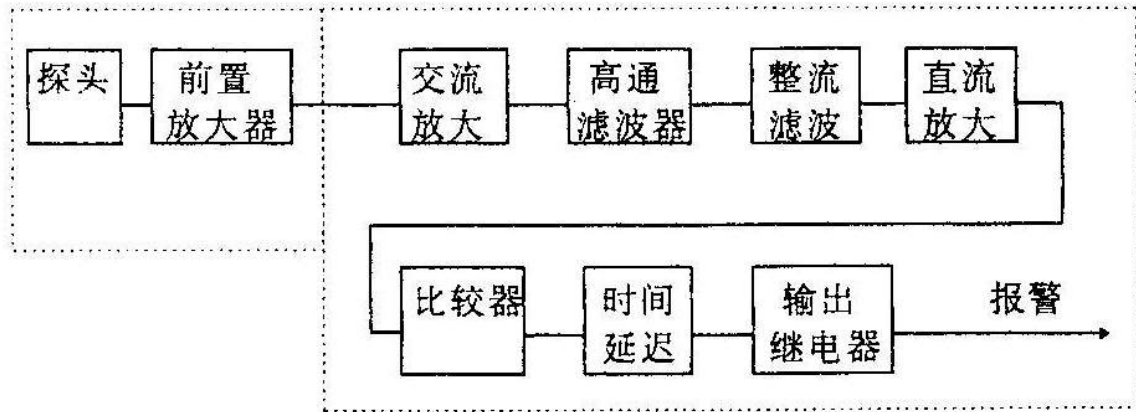 探头
前置
放大器
交流
放大
高通
滤波器
整流
滤波
直流
放大
比较器
时间
延迟
输出
继电器
报警